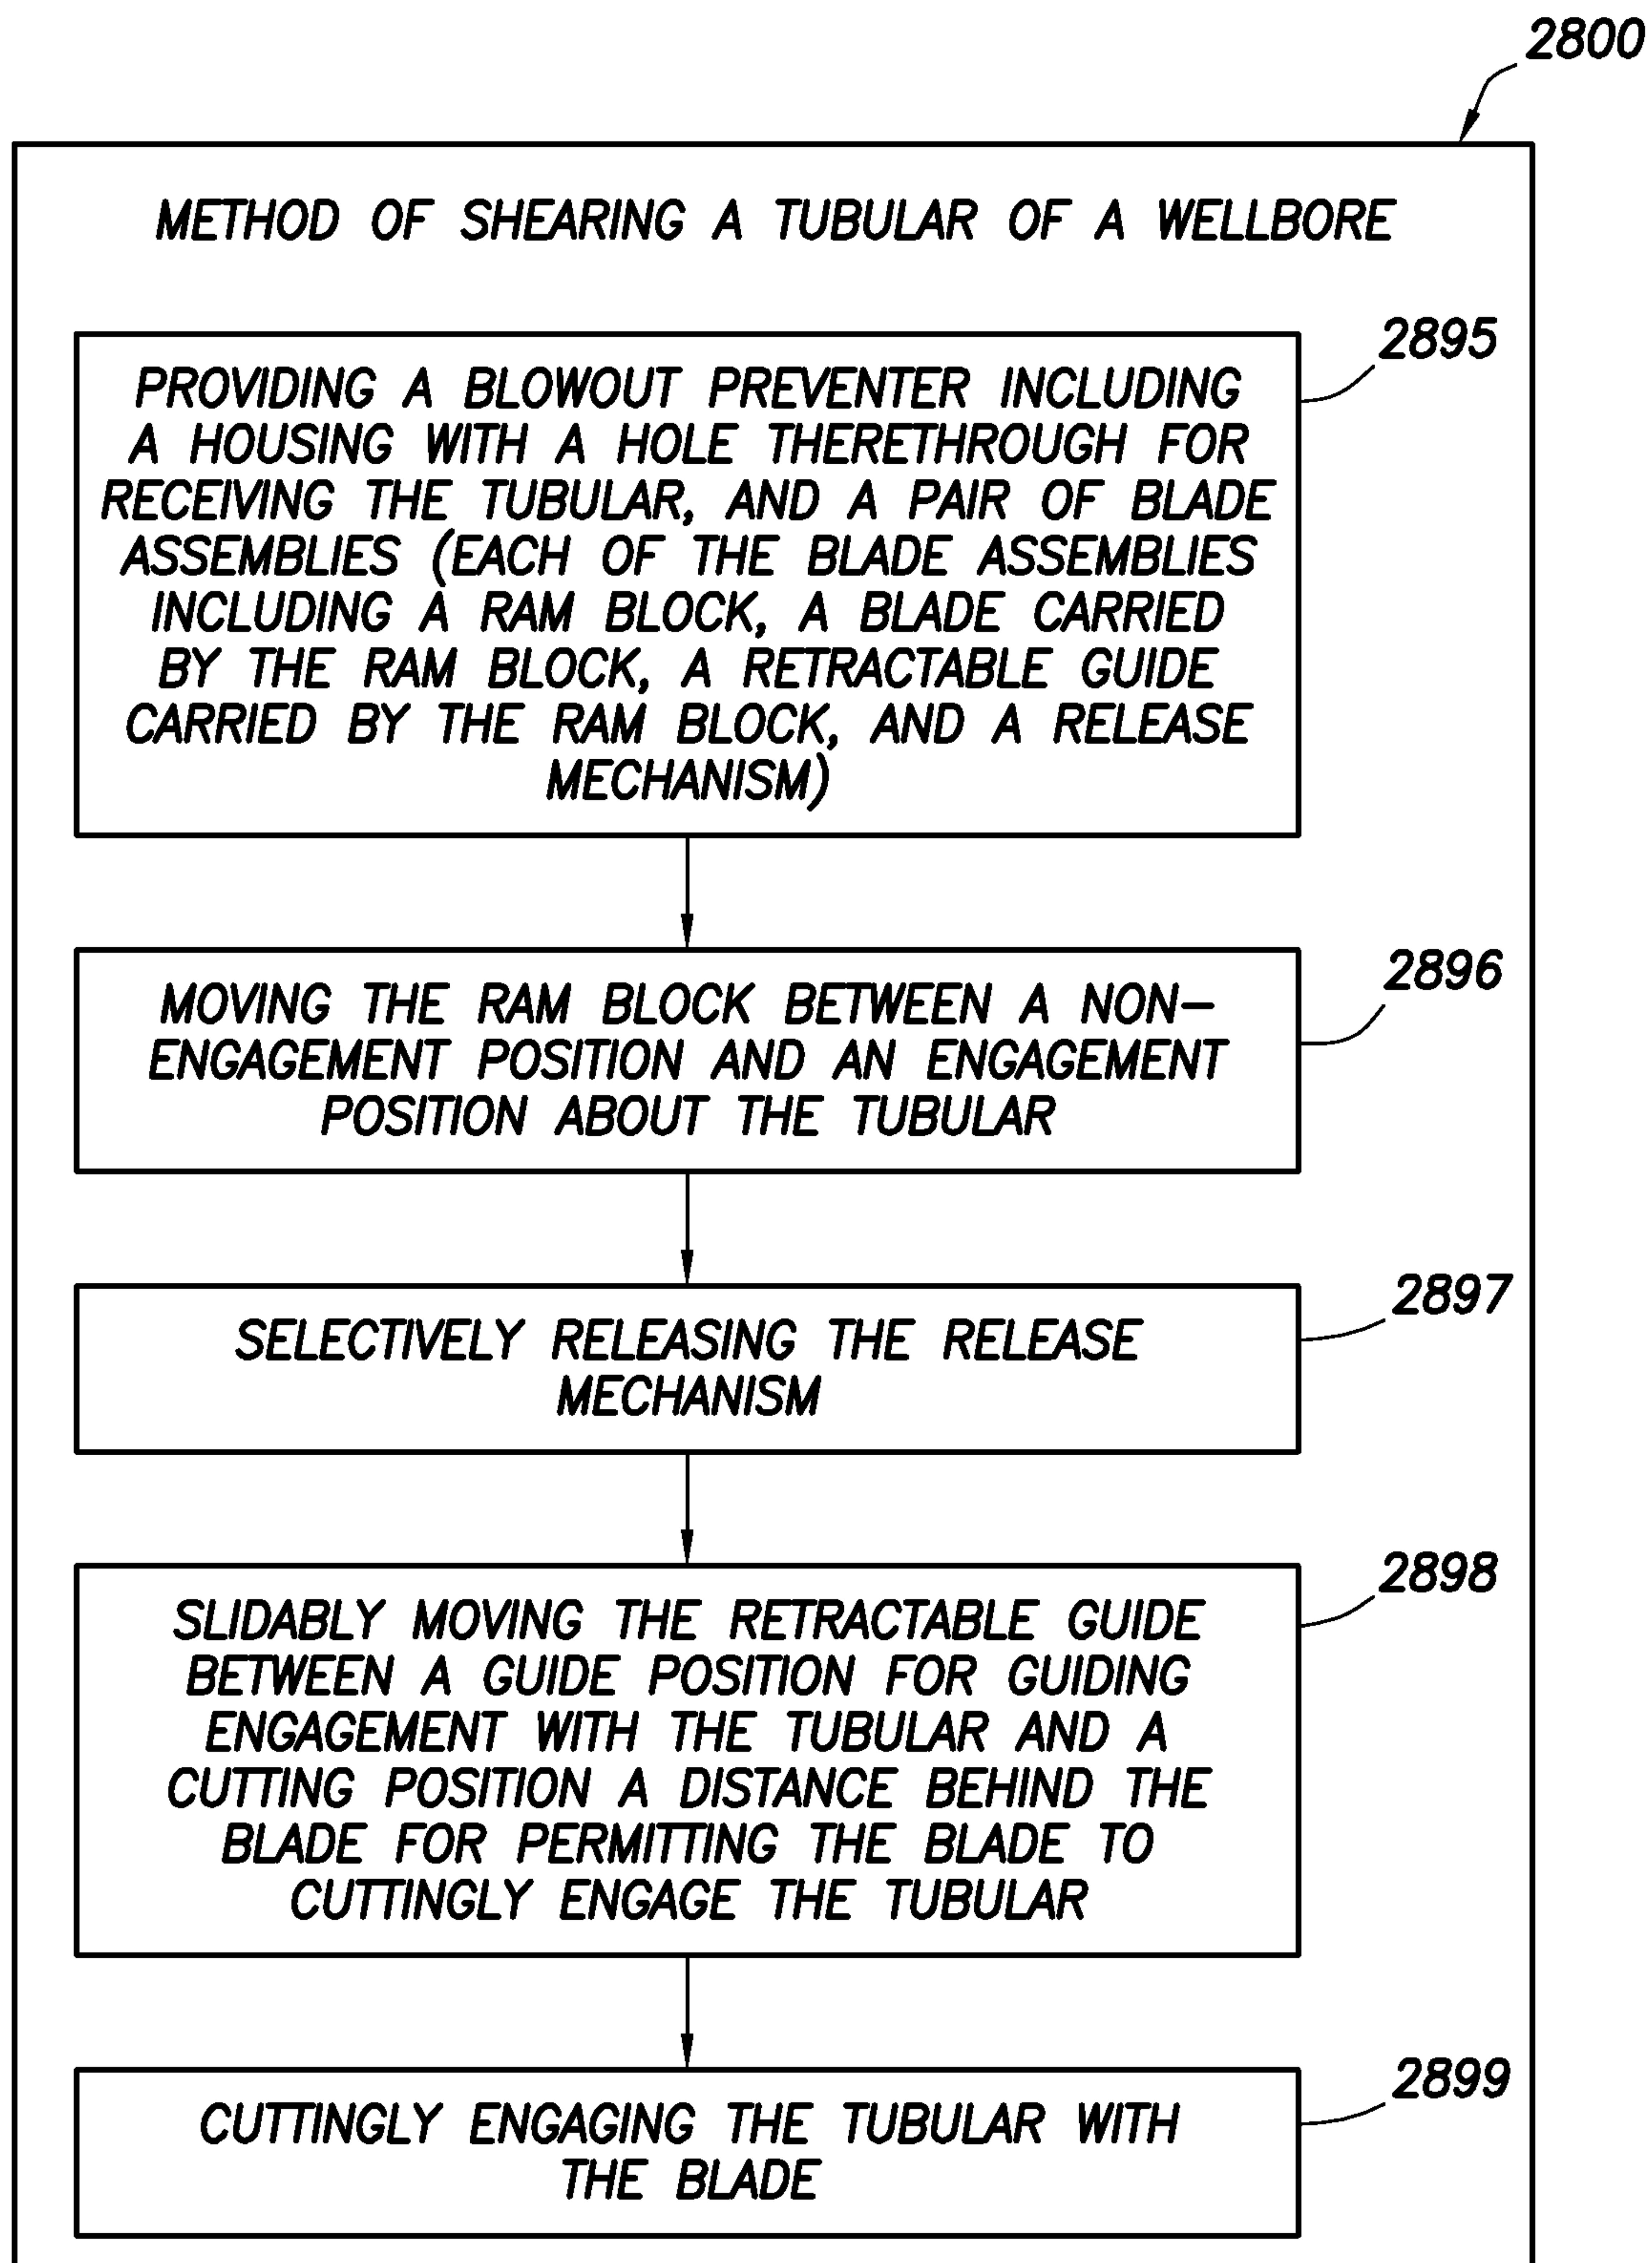 2800
METHOD OF SHEARING A TUBULAR OF A WELLBORE
2895
PROVIDING A BLOWOUT PREVENTER INCLUDING
A HOUSING WITH A HOLE THERETHROUGH FOR
RECEIVING THE TUBULAR, AND A PAIR OF BLADE
ASSEMBLIES (EACH OF THE BLADE ASSEMBLIES
INCLUDING A RAM BLOCK, A BLADE CARRIED
BY THE RAM BLOCK, A RETRACTABLE GUIDE
CARRIED BY THE RAM BLOCK, AND A RELEASE
MECHANISM)
2896
MOVING THE RAM BLOCK BETWEEN A NON-
ENGAGEMENT POSITION AND AN ENGAGEMENT
POSITION ABOUT THE TUBULAR
2897
SELECTIVELY RELEASING THE RELEASE
MECHANISM
2898
SLIDABLY MOVING THE RETRACTABLE GUIDE
BETWEEN A GUIDE POSITION FOR GUIDING
ENGAGEMENT WITH THE TUBULAR AND A
CUTTING POSITION A DISTANCE BEHIND THE
BLADE FOR PERMITTING THE BLADE TO
CUTTINGLY ENGAGE THE TUBULAR
2899
CUTTINGLY ENGAGING THE TUBULAR WITH
THE BLADE